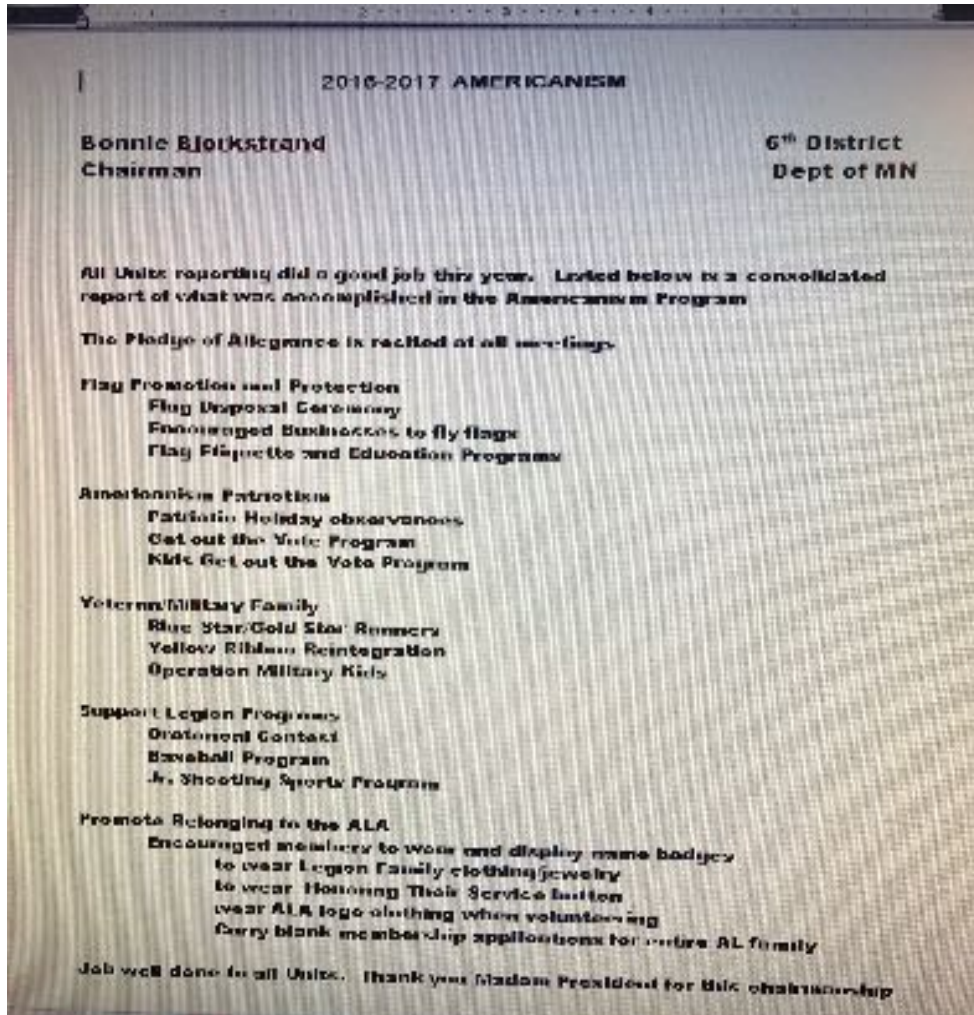 2016-2017 AMERICANISM
Bonnie Bjorkstrand 6th District
Chairman Dept of MN
All Units reporting did a good job this year. Listed below is a consolidated
report of what was accomplished in the Americanism Program
The Pledge of Allegiance is recited at all meetings
Flag Promotion and Protection
Flag Disposal Ceremony
Encouraged Businesses to fly flags
Flag Etiquette and Education Programs
Americanism Patriotism
Patriotic Holiday observances
Get out the Vote Program
Kids Get out the Vote Program
Veteran/Military Family
Blue Star/Gold Star Banners
Yellow Ribbon Reintegration
Operation Military Kids
Support Legion Programs
Oratorical Contest
Baseball Program
Jr. Shooting Sports Program
Promote Belonging to the ALA
Encouraged members to wear and display name badges
to wear Legion Family clothing/jewelry
to wear Honoring Their Service button
wear ALA logo clothing when volunteering
Carry blank membership applications for entire AL family
Job well done to all Units. Thank you Madam President for this chairmanship